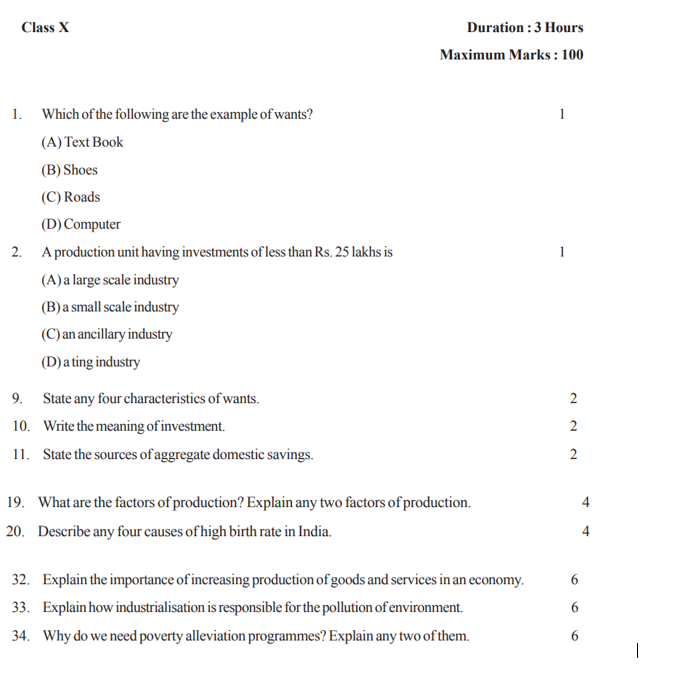 Class X Duration : 3 Hours
Maximum Marks : 100
1. Which of the following are the example of wants? 1
(A) Text Book
(B) Shoes
(C) Roads
(D) Computer
2. A production unit having investments of less than Rs. 25 lakhs is 1
(A) a large scale industry
(B) a small scale industry
(C) an ancillary industry
(D) a ting industry
9. State any four characteristics of wants. 2
10. Write the meaning of investment. 2
11. State the sources of aggregate domestic savings. 2
19. What are the factors of production? Explain any two factors of production. 4
20. Describe any four causes of high birth rate in India. 4
32. Explain the importance of increasing production of goods and services in an economy. 6
33. Explain how industrialisation is responsible for the pollution of environment. 6
34. Why do we need poverty alleviation programmes? Explain any two of them. 6